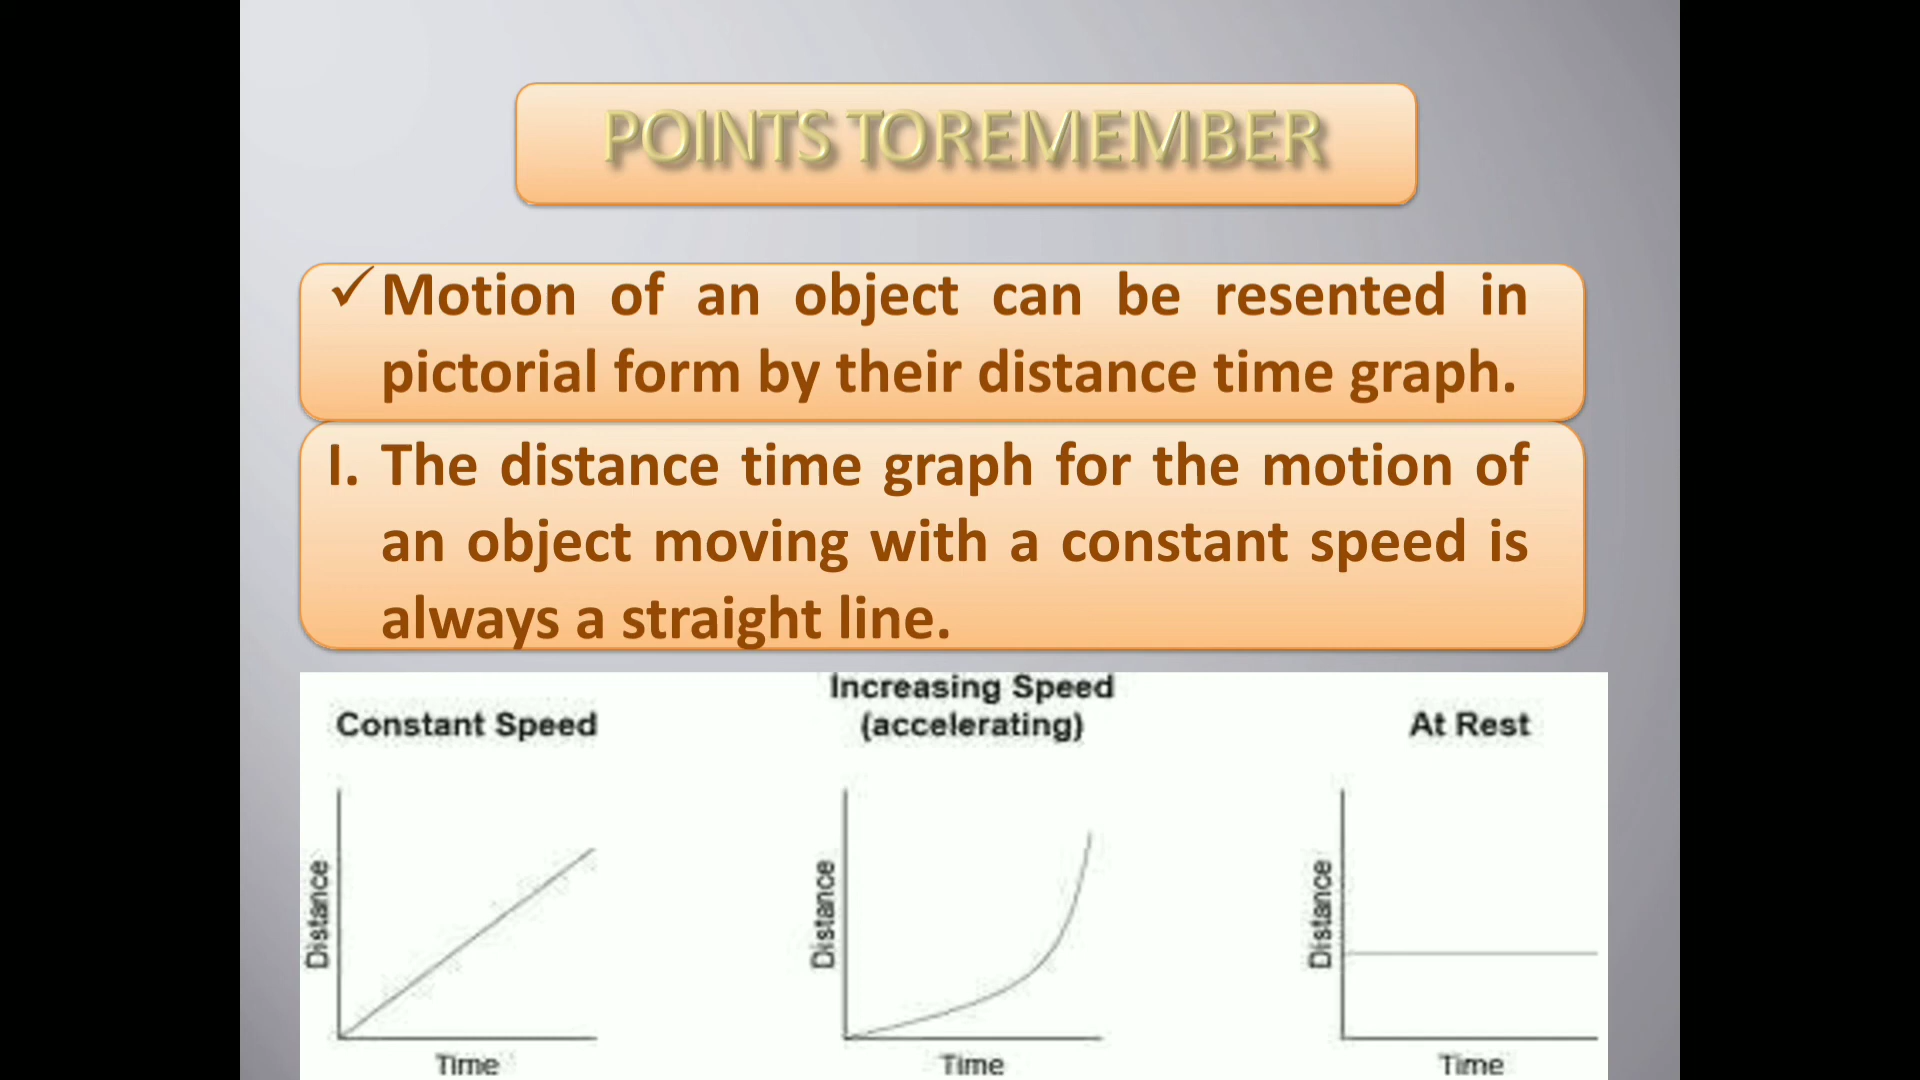 POINTS TO REMEMBER
✓ Motion of an object can be resented in
pictorial form by their distance time graph.
I. The distance time graph for the motion of
an object moving with a constant speed is
always a straight line.
Constant Speed
Distance
Time
Increasing Speed
(accelerating)
Distance
Time
At Rest
Distance
Time